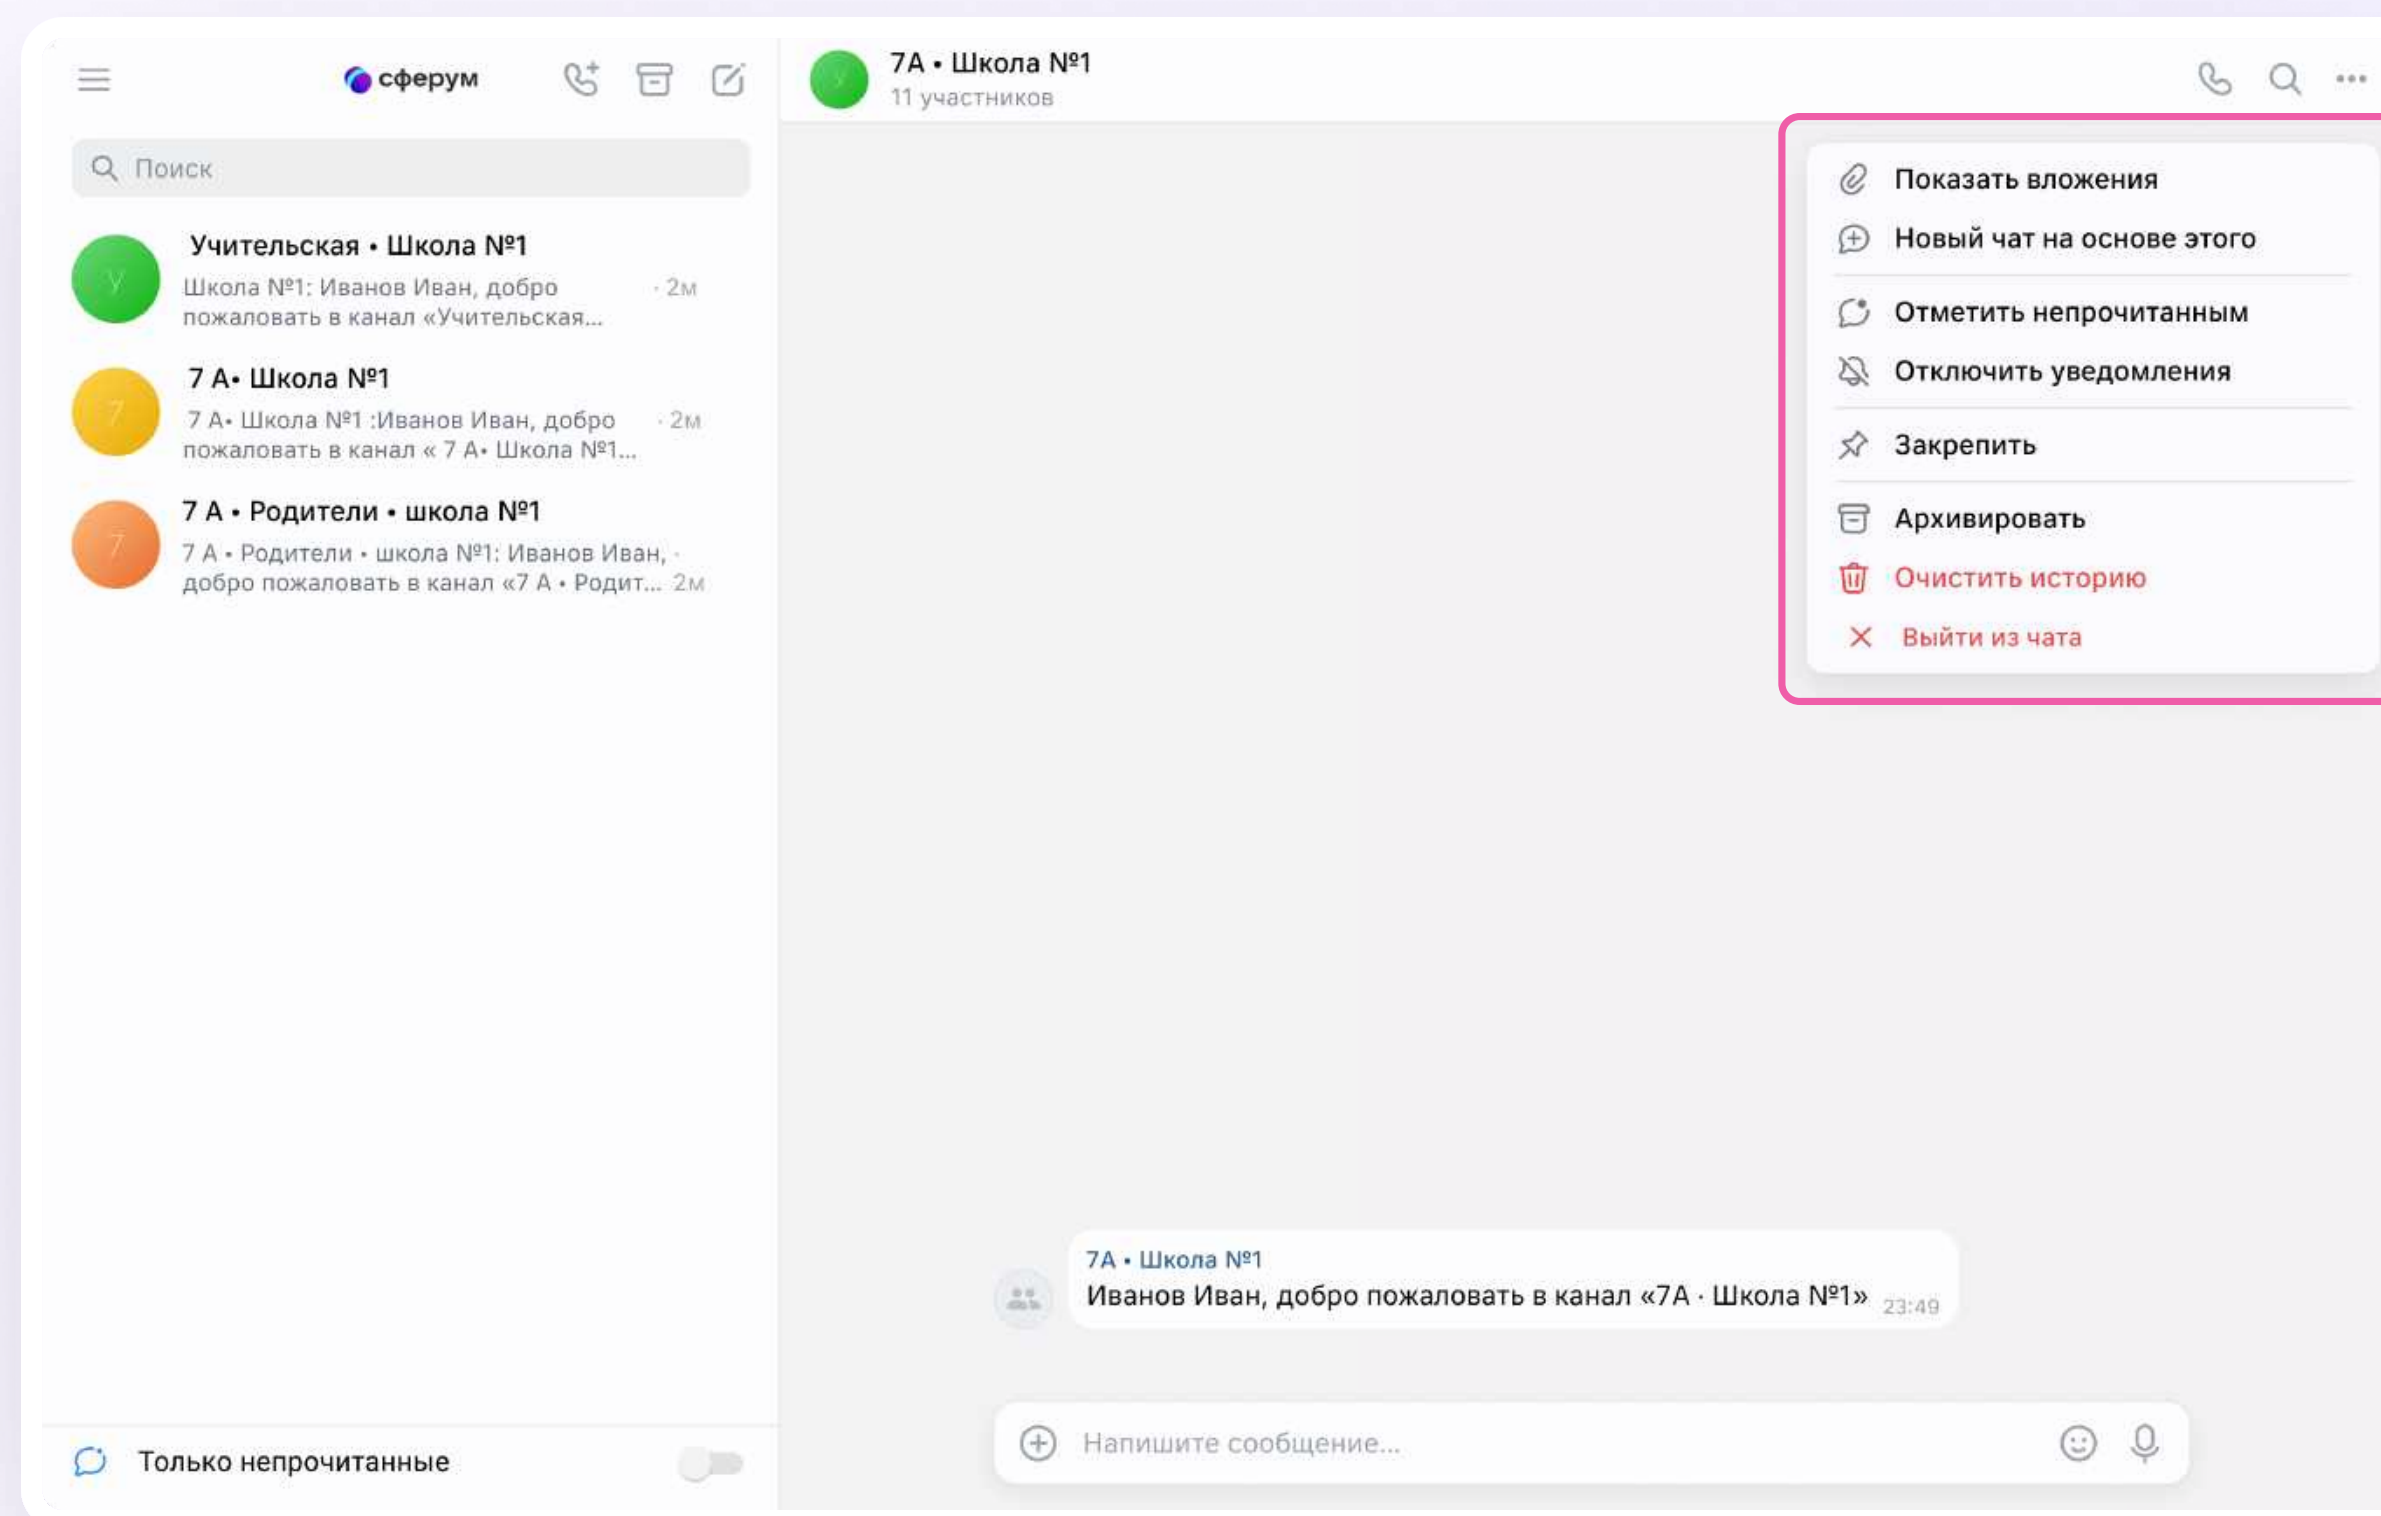 сферум
Поиск
Учительская • Школа №1
Школа №1: Иванов Иван, добро · 2м
пожаловать в канал «Учительская...
7 А• Школа №1
7 А• Школа №1 :Иванов Иван, добро · 2м
пожаловать в канал « 7 А• Школа №1...
7 А • Родители • школа №1
7 А • Родители • школа №1: Иванов Иван, ·
добро пожаловать в канал «7 А • Родит... 2м
Только непрочитанные
7А • Школа №1
11 участников
Показать вложения
Новый чат на основе этого
Отметить непрочитанным
Отключить уведомления
Закрепить
Архивировать
Очистить историю
Выйти из чата
7А • Школа №1
Иванов Иван, добро пожаловать в канал «7А · Школа №1» 23:49
Напишите сообщение...
У
7
7
У